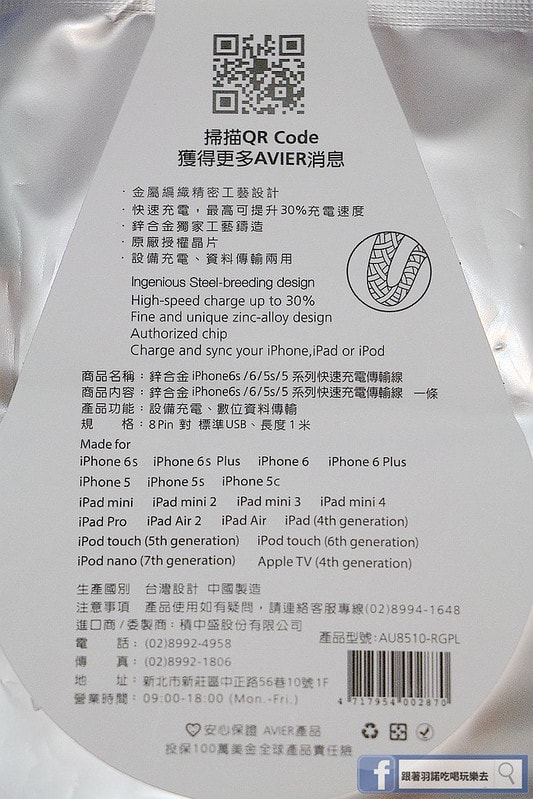 掃描QR Code
獲得更多AVIER消息
· 金屬編織精密工藝設計
· 快速充電，最高可提升30%充電速度
· 鋅合金獨家工藝鑄造
· 原廠授權晶片
· 設備充電、資料傳輸兩用
Ingenious Steel-breeding design
High-speed charge up to 30%
Fine and unique zinc-alloy design
Authorized chip
Charge and sync your iPhone,iPad or iPod
商品名稱：鋅合金 iPhone6s /6/5s/5 系列快速充電傳輸線
商品內容：鋅合金 iPhone6s /6/5s/5 系列快速充電傳輸線 一條
產品功能：設備充電、數位資料傳輸
規 格：8Pin 對 標準USB、長度1米
Made for
iPhone 6s iPhone 6s Plus iPhone 6 iPhone 6 Plus
iPhone 5 iPhone 5s iPhone 5c
iPad mini iPad mini 2 iPad mini 3 iPad mini 4
iPad Pro iPad Air 2 iPad Air iPad (4th generation)
iPod touch (5th generation) iPod touch (6th generation)
iPod nano (7th generation) Apple TV (4th generation)
生產國別 台灣設計 中國製造
注意事項 產品使用如有疑問，請連絡客服專線(02)8994-1648
進口商/委製商：積中盛股份有限公司
產品型號：AU8510-RGPL
電 話：(02)8992-4958
傳 真：(02)8992-1806
地 址：新北市新莊區中正路56巷10號1F
營業時間：09:00-18:00 (Mon.-Fri.)
4 717954 002870
安心保證 AVIER產品
投保100萬美金全球產品責任險
f 跟著羽諾吃喝玩樂去